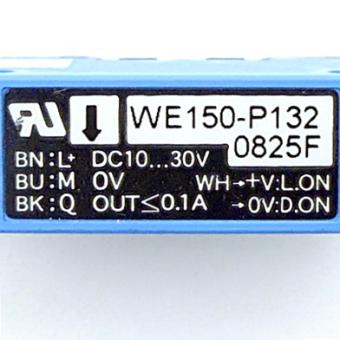 WE150-P132
0825F
BN:L+ DC10...30V
BU:M 0V WH→+V:L.ON
BK:Q OUT≤0.1A →0V:D.ON